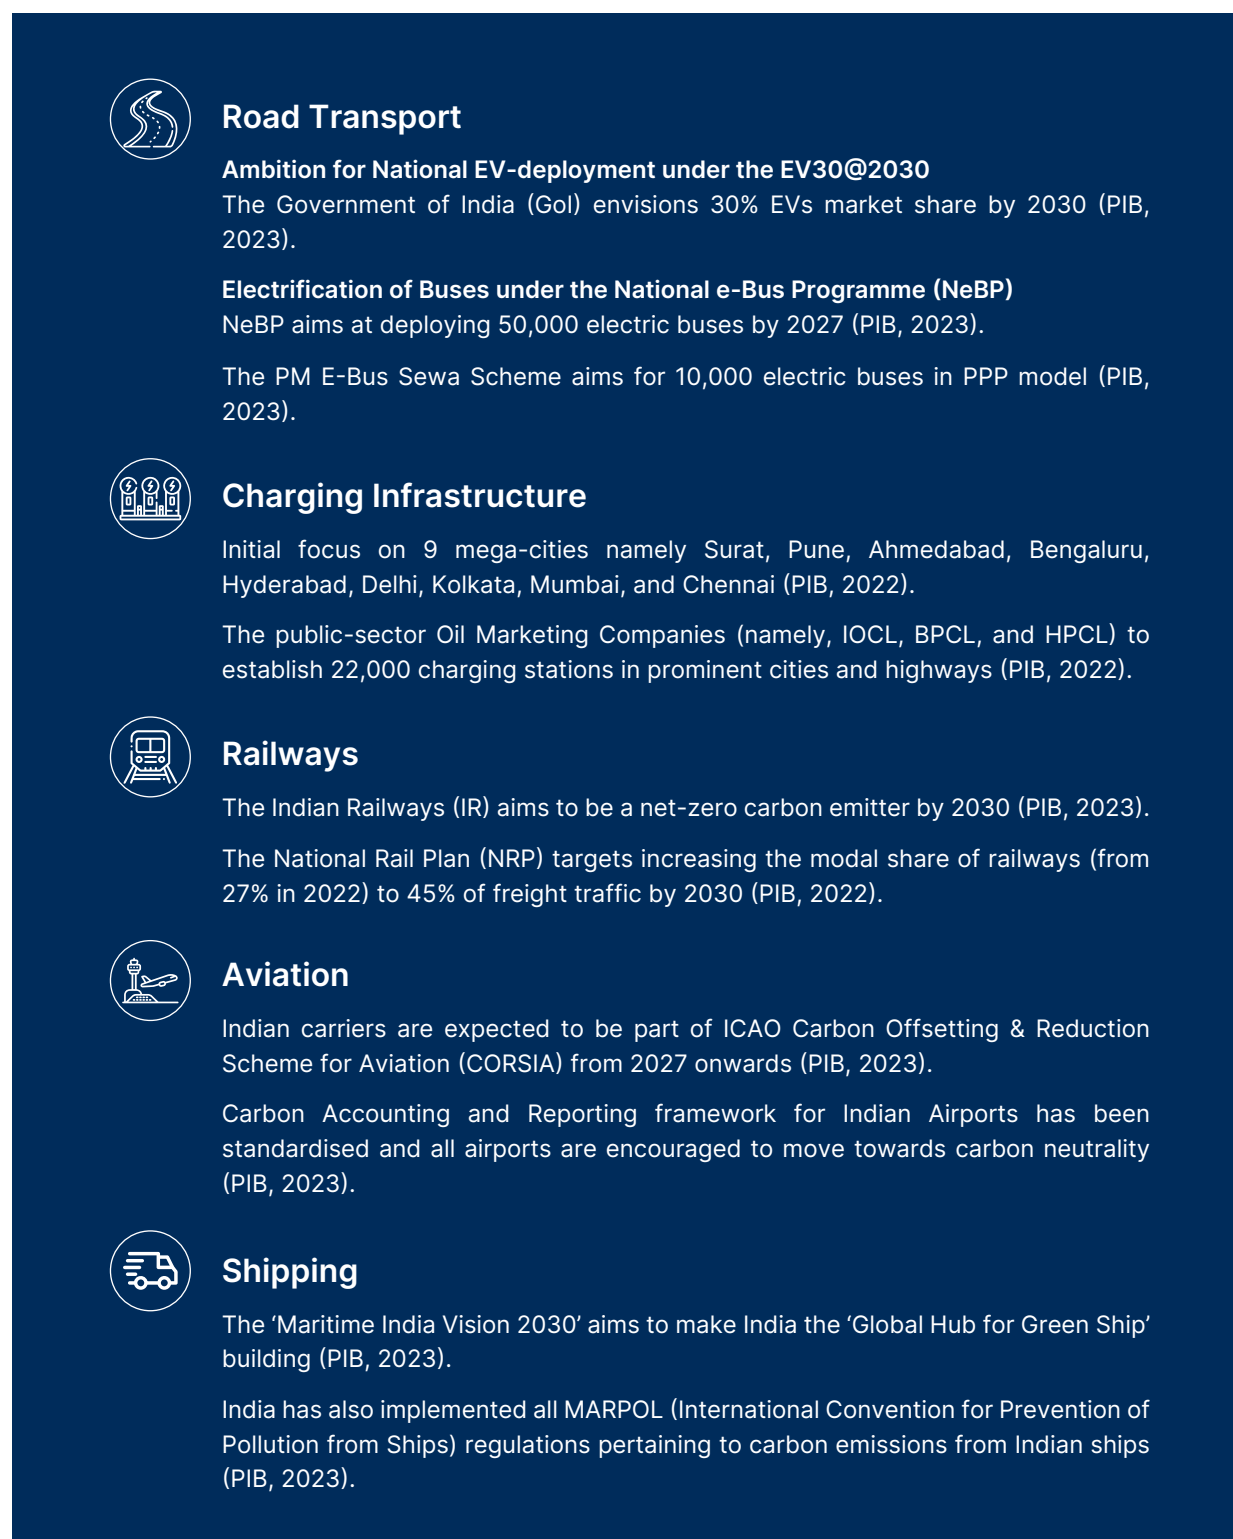 Road Transport
Ambition for National EV-deployment under the EV30@2030
The Government of India (GoI) envisions 30% EVs market share by 2030 (PIB,
2023).
Electrification of Buses under the National e-Bus Programme (NeBP)
NeBP aims at deploying 50,000 electric buses by 2027 (PIB, 2023).
The PM E-Bus Sewa Scheme aims for 10,000 electric buses in PPP model (PIB,
2023).
Charging Infrastructure
Initial focus on 9 mega-cities namely Surat, Pune, Ahmedabad, Bengaluru,
Hyderabad, Delhi, Kolkata, Mumbai, and Chennai (PIB, 2022).
The public-sector Oil Marketing Companies (namely, IOCL, BPCL, and HPCL) to
establish 22,000 charging stations in prominent cities and highways (PIB, 2022).
Railways
The Indian Railways (IR) aims to be a net-zero carbon emitter by 2030 (PIB, 2023).
The National Rail Plan (NRP) targets increasing the modal share of railways (from
27% in 2022) to 45% of freight traffic by 2030 (PIB, 2022).
Aviation
Indian carriers are expected to be part of ICAO Carbon Offsetting & Reduction
Scheme for Aviation (CORSIA) from 2027 onwards (PIB, 2023).
Carbon Accounting and Reporting framework for Indian Airports has been
standardised and all airports are encouraged to move towards carbon neutrality
(PIB, 2023).
Shipping
The ‘Maritime India Vision 2030’ aims to make India the ‘Global Hub for Green Ship’
building (PIB, 2023).
India has also implemented all MARPOL (International Convention for Prevention of
Pollution from Ships) regulations pertaining to carbon emissions from Indian ships
(PIB, 2023).